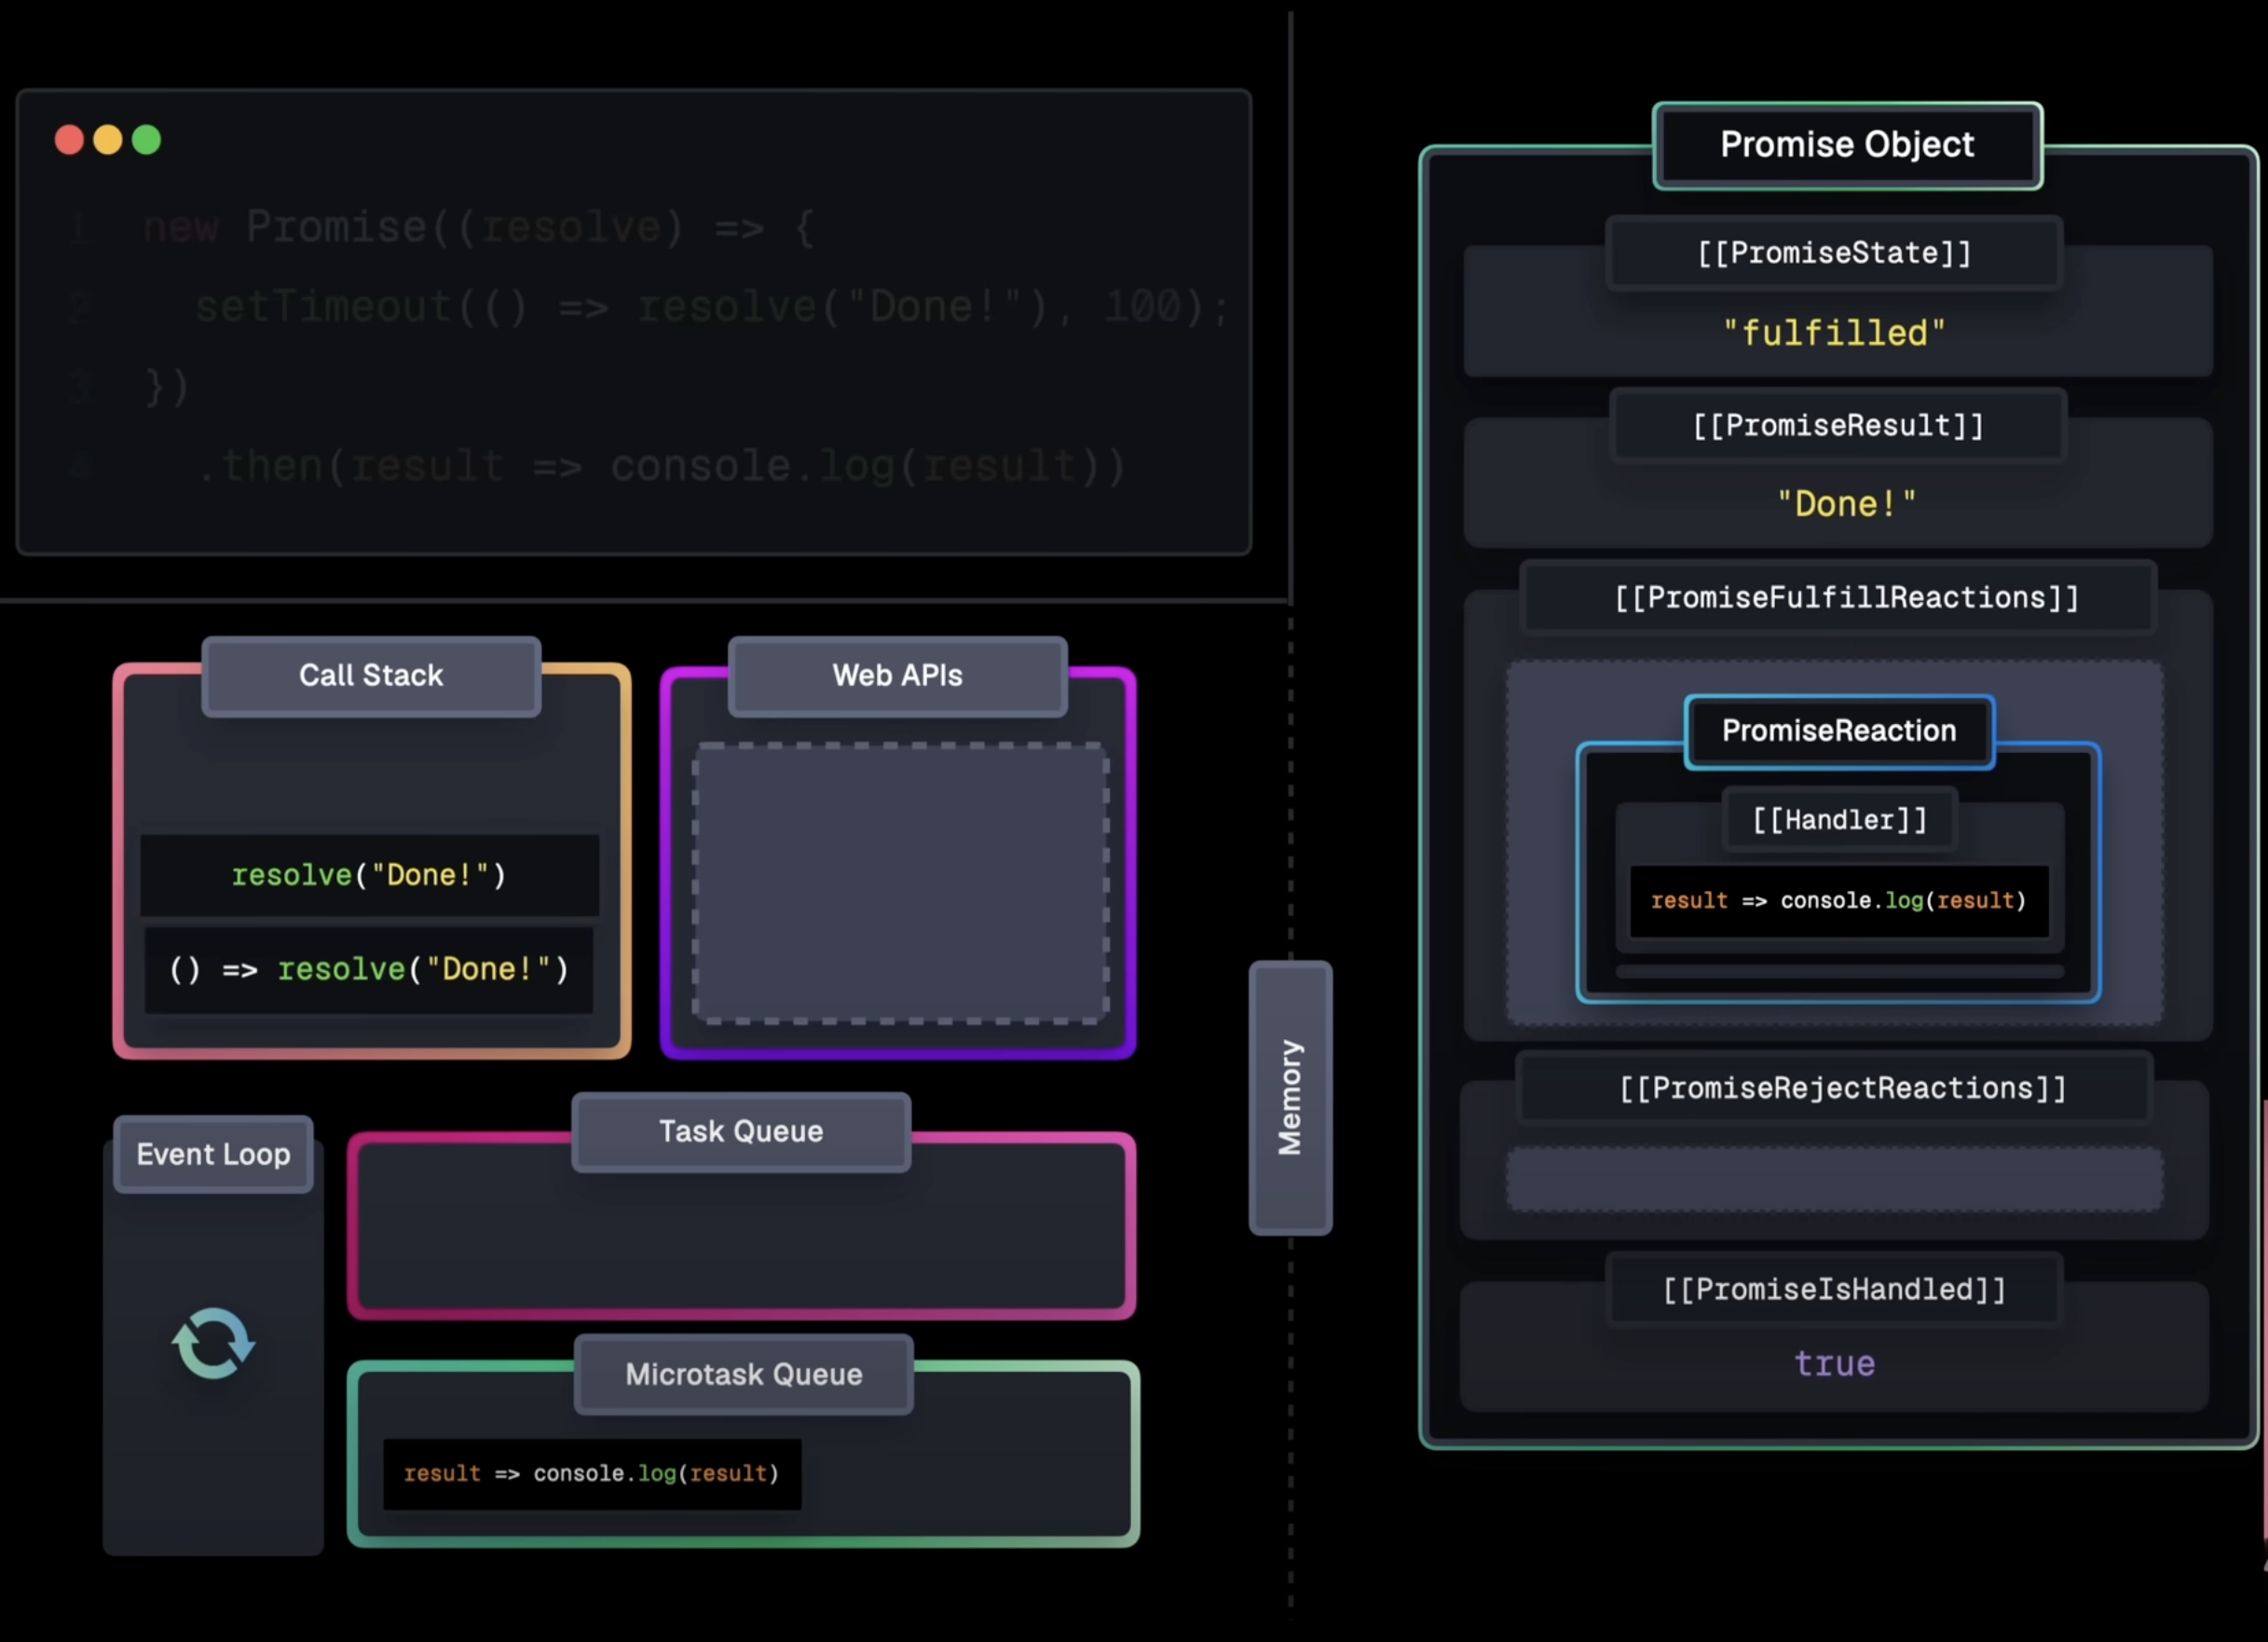 1 new Promise((resolve) => {
2 setTimeout(() => resolve("Done!"), 100);
3 })
4 .then(result => console.log(result))
Call Stack
resolve("Done!")
() => resolve("Done!")
Web APIs
Event Loop
Task Queue
Microtask Queue
result => console.log(result)
Memory
Promise Object
[[PromiseState]]
"fulfilled"
[[PromiseResult]]
"Done!"
[[PromiseFulfillReactions]]
PromiseReaction
[[Handler]]
result => console.log(result)
[[PromiseRejectReactions]]
[[PromiseIsHandled]]
true